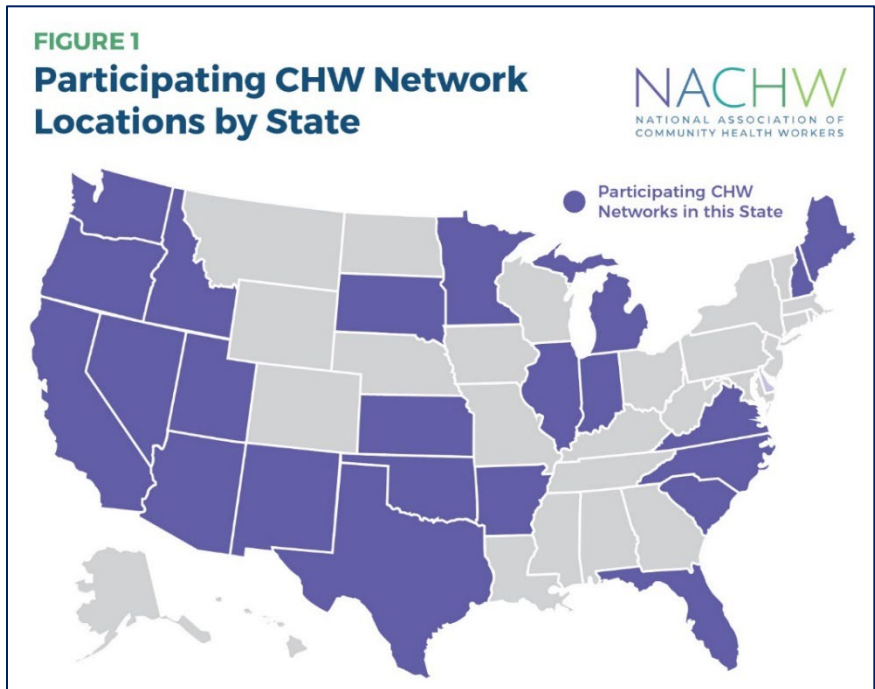 FIGURE 1
Participating CHW Network
Locations by State
NACHW
NATIONAL ASSOCIATION OF
COMMUNITY HEALTH WORKERS
Participating CHW
Networks in this State